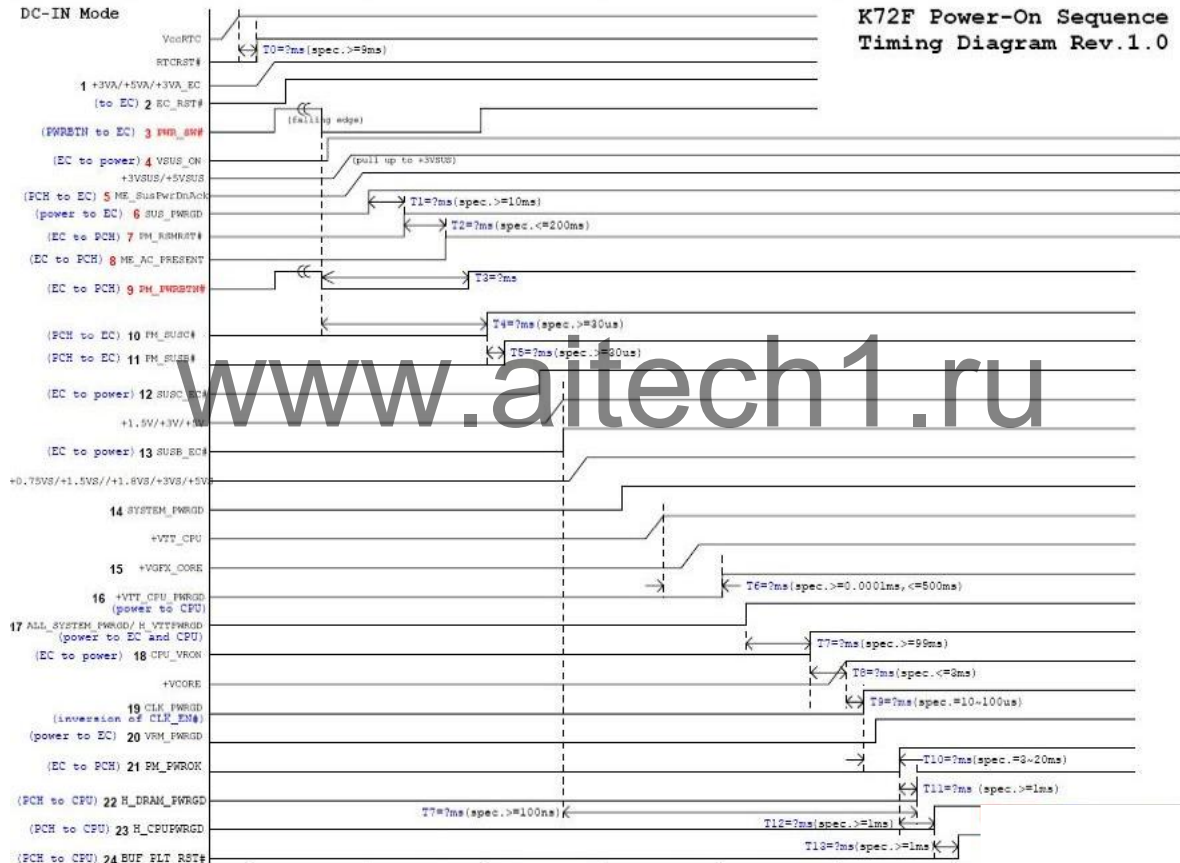 DC-IN Mode
K72F Power-On Sequence
Timing Diagram Rev.1.0
VccRTC
T0=?ms(spec.>=9ms)
RTCRST#
1 +3VA/+5VA/+3VA_EC
(to EC) 2 EC_RST#
(falling edge)
(PWRBTN to EC) 3 PWR_SW#
(EC to power) 4 VSUS_ON
(pull up to +3VSUS)
+3VSUS/+5VSUS
(PCH to EC) 5 ME_SusPwrDnAck
T1=?ms(spec.>=10ms)
(power to EC) 6 SUS_PWRGD
T2=?ms(spec.<=200ms)
(EC to PCH) 7 PM_RSMRST#
(EC to PCH) 8 ME_AC_PRESENT
T3=?ms
(EC to PCH) 9 PM_PWRBTN#
T4=?ms(spec.>=30us)
(PCH to EC) 10 PM_SUSC#
T5=?ms(spec.>=30us)
(PCH to EC) 11 PM_SUSB#
www.aitech1.ru
(EC to power) 12 SUSC_EC#
+1.5V/+3V/+5V
(EC to power) 13 SUSB_EC#
+0.75VS/+1.5VS//+1.8VS/+3VS/+5VS
14 SYSTEM_PWRGD
+VTT_CPU
15 +VGFX_CORE
T6=?ms(spec.>=0.0001ms,<=500ms)
16 +VTT_CPU_PWRGD
(power to CPU)
17 ALL_SYSTEM_PWRGD/ H_VTTPWRGD
(power to EC and CPU)
T7=?ms(spec.>=99ms)
(EC to power) 18 CPU_VRON
T8=?ms(spec.<=3ms)
+VCORE
T9=?ms(spec.=10~100us)
19 CLK_PWRGD
(inversion of CLK_EN#)
(power to EC) 20 VRM_PWRGD
T10=?ms(spec.=3~20ms)
(EC to PCH) 21 PM_PWROK
T11=?ms (spec.>=1ms)
(PCH to CPU) 22 H_DRAM_PWRGD
T7=?ms(spec.>=100ns)
T12=?ms(spec.>=1ms)
(PCH to CPU) 23 H_CPUPWRGD
T13=?ms(spec.>=1ms)
(PCH to CPU) 24 BUF_PLT_RST#